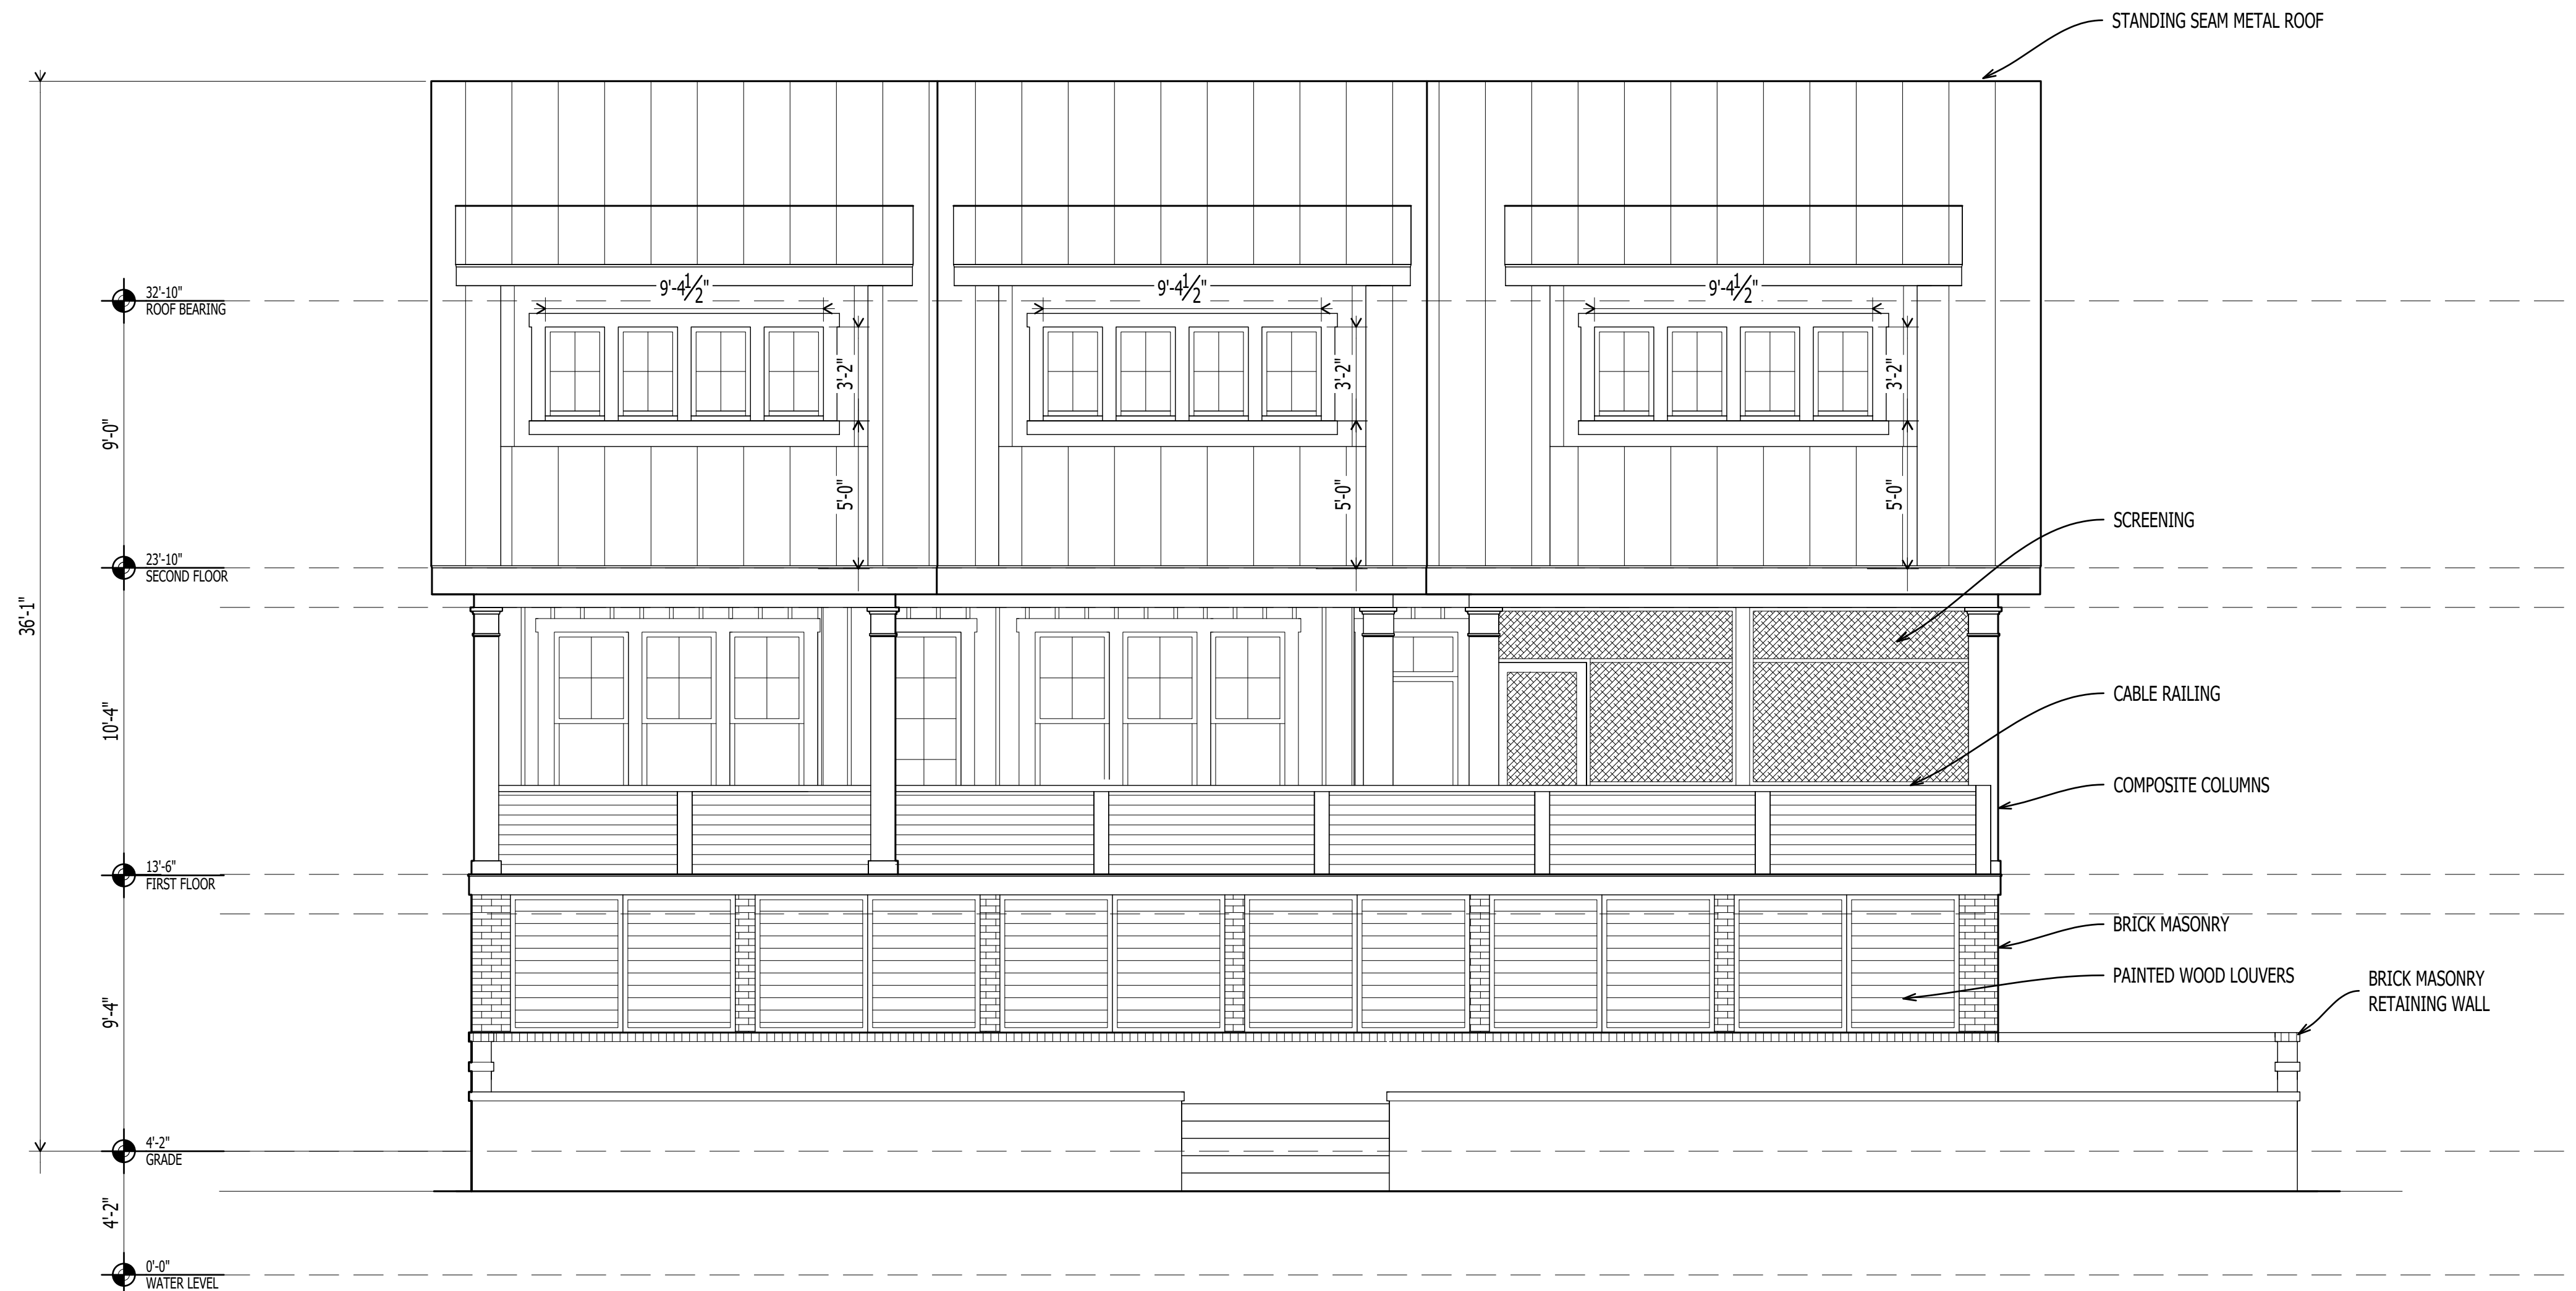 STANDING SEAM METAL ROOF
9'-4 1/2"
9'-4 1/2"
9'-4 1/2"
32'-10"
ROOF BEARING
3'-2"
3'-2"
3'-2"
9'-0"
5'-0"
5'-0"
5'-0"
SCREENING
23'-10"
SECOND FLOOR
36'-1"
CABLE RAILING
10'-4"
COMPOSITE COLUMNS
13'-6"
FIRST FLOOR
BRICK MASONRY
PAINTED WOOD LOUVERS
BRICK MASONRY
RETAINING WALL
9'-4"
4'-2"
GRADE
4'-2"
0'-0"
WATER LEVEL